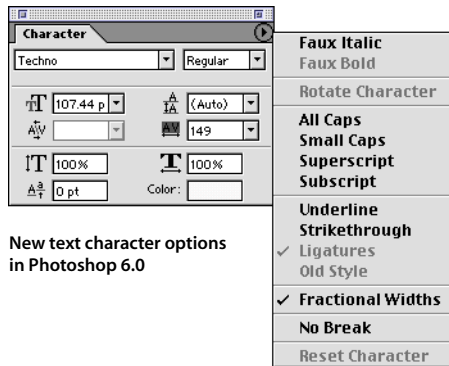 Character
Techno Regular
107.44 p (Auto)
149
100% 100%
0 pt Color:
New text character options
in Photoshop 6.0
Faux Italic
Faux Bold
Rotate Character
All Caps
Small Caps
Superscript
Subscript
Underline
Strikethrough
✓ Ligatures
Old Style
✓ Fractional Widths
No Break
Reset Character